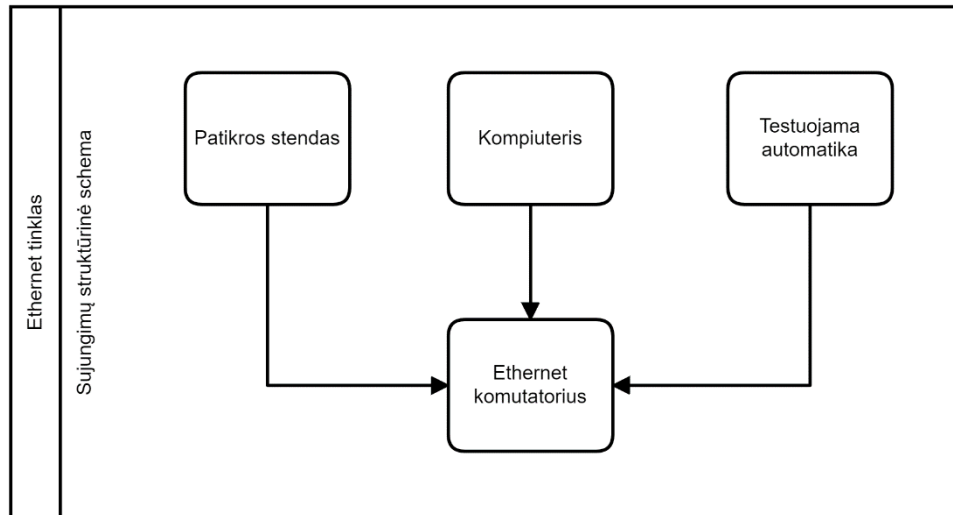 Ethernet tinklas
Sujungimų struktūrinė schema
Patikros stendas
Kompiuteris
Testuojama
automatika
Ethernet
komutatorius